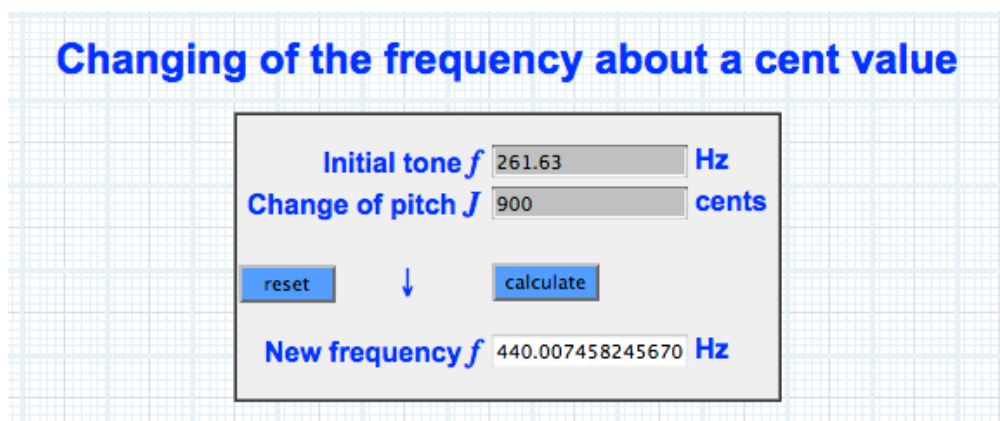 Changing of the frequency about a cent value
Initial tone f 261.63 Hz
Change of pitch J 900 cents
reset ↓ calculate
New frequency f 440.007458245670 Hz